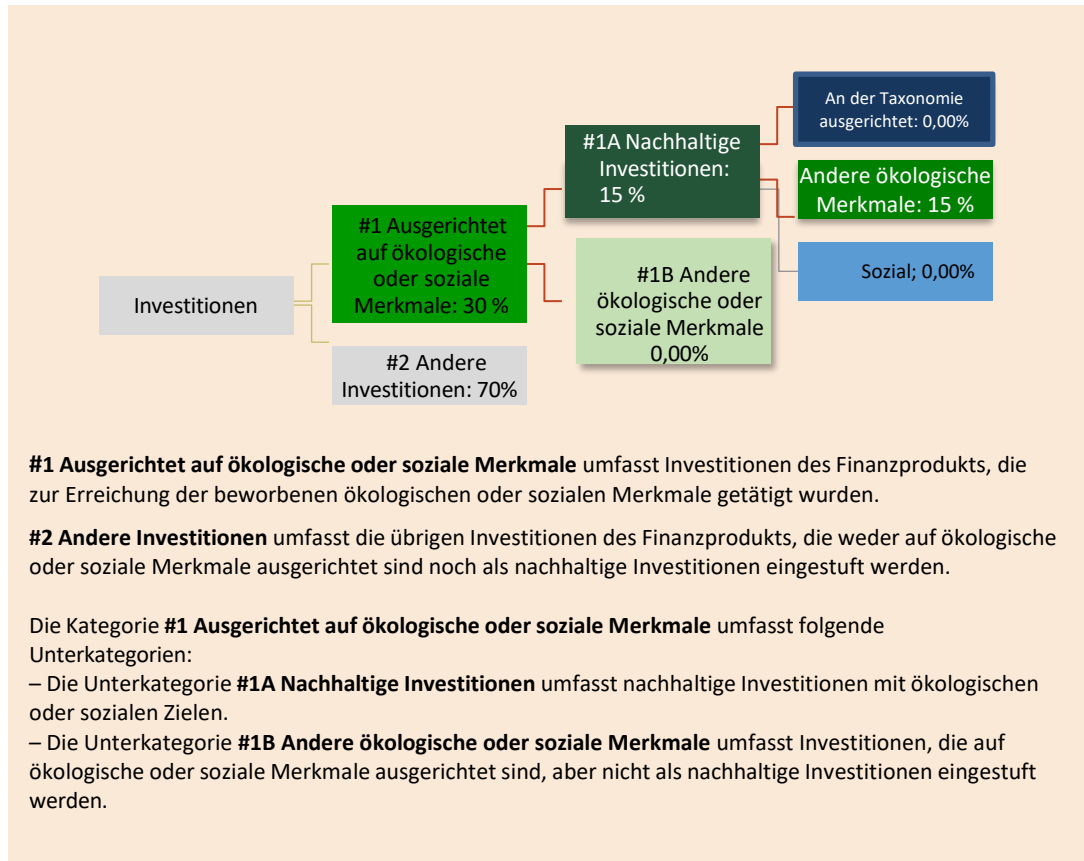 Investitionen
#1 Ausgerichtet
auf ökologische
oder soziale
Merkmale: 30 %
#2 Andere
Investitionen: 70%
#1A Nachhaltige
Investitionen:
15 %
#1B Andere
ökologische oder
soziale Merkmale
0,00%
An der Taxonomie
ausgerichtet: 0,00%
Andere ökologische
Merkmale: 15 %
Sozial; 0,00%
#1 Ausgerichtet auf ökologische oder soziale Merkmale umfasst Investitionen des Finanzprodukts, die
zur Erreichung der beworbenen ökologischen oder sozialen Merkmale getätigt wurden.
#2 Andere Investitionen umfasst die übrigen Investitionen des Finanzprodukts, die weder auf ökologische
oder soziale Merkmale ausgerichtet sind noch als nachhaltige Investitionen eingestuft werden.
Die Kategorie #1 Ausgerichtet auf ökologische oder soziale Merkmale umfasst folgende
Unterkategorien:
– Die Unterkategorie #1A Nachhaltige Investitionen umfasst nachhaltige Investitionen mit ökologischen
oder sozialen Zielen.
– Die Unterkategorie #1B Andere ökologische oder soziale Merkmale umfasst Investitionen, die auf
ökologische oder soziale Merkmale ausgerichtet sind, aber nicht als nachhaltige Investitionen eingestuft
werden.